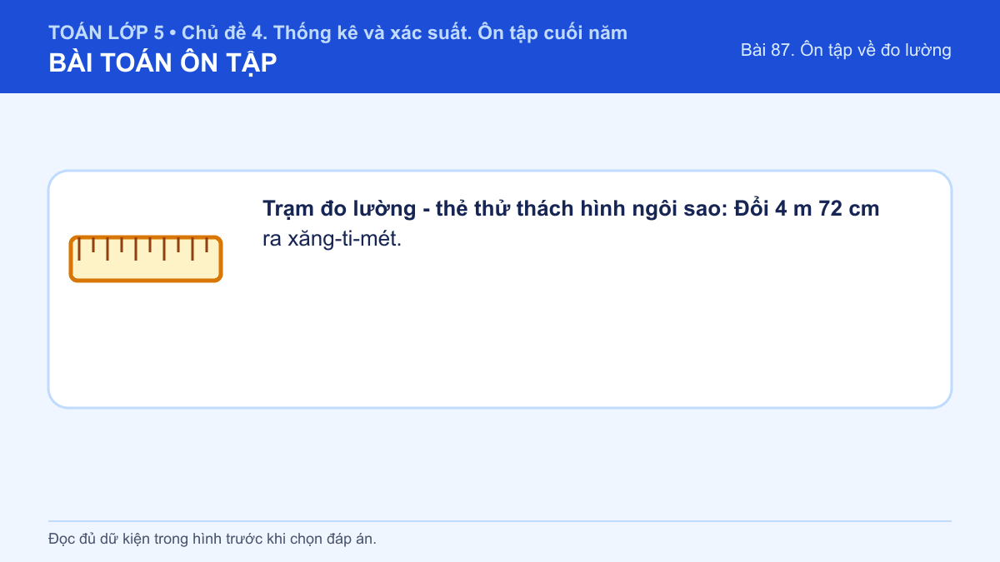 TOÁN LỚP 5 • Chủ đề 4. Thống kê và xác suất. Ôn tập cuối năm
BÀI TOÁN ÔN TẬP
Bài 87. Ôn tập về đo lường
Trạm đo lường - thẻ thử thách hình ngôi sao: Đổi 4 m 72 cm
ra xăng-ti-mét.
Đọc đủ dữ kiện trong hình trước khi chọn đáp án.